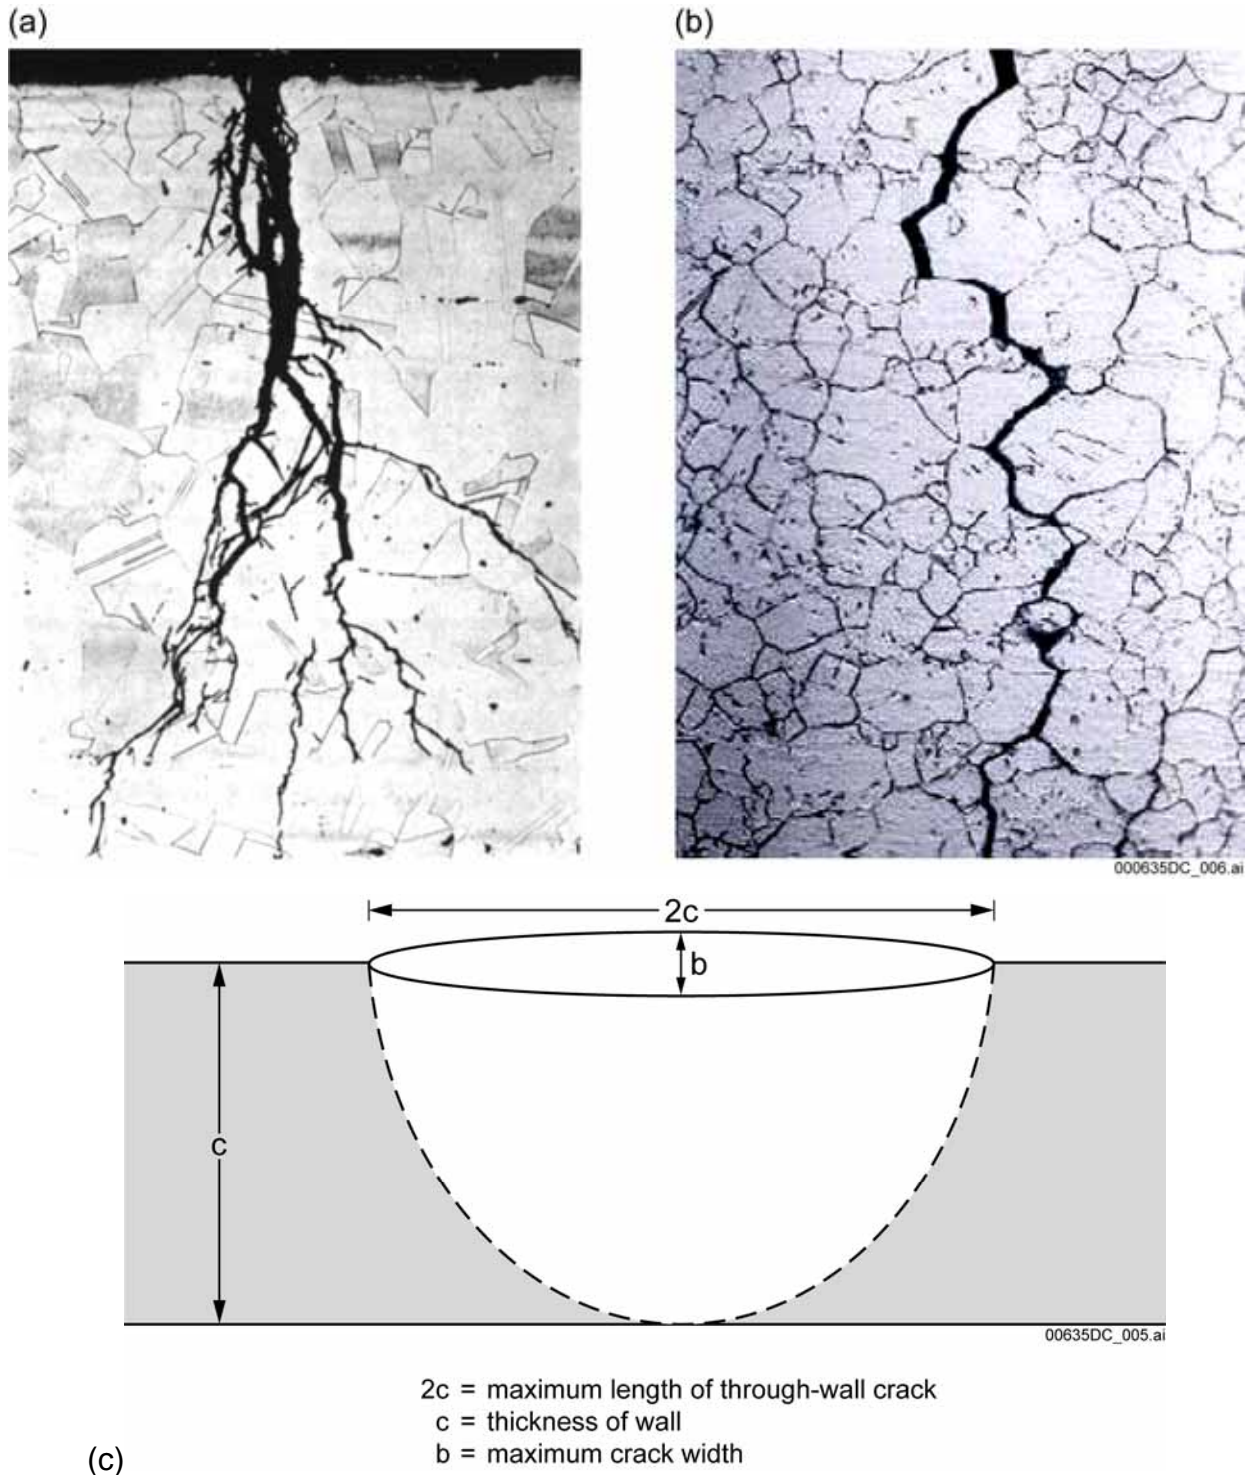 (a)
(b)
000635DC_006.ai
2c
b
c
00635DC_005.ai
2c = maximum length of through-wall crack
c = thickness of wall
b = maximum crack width
(c)